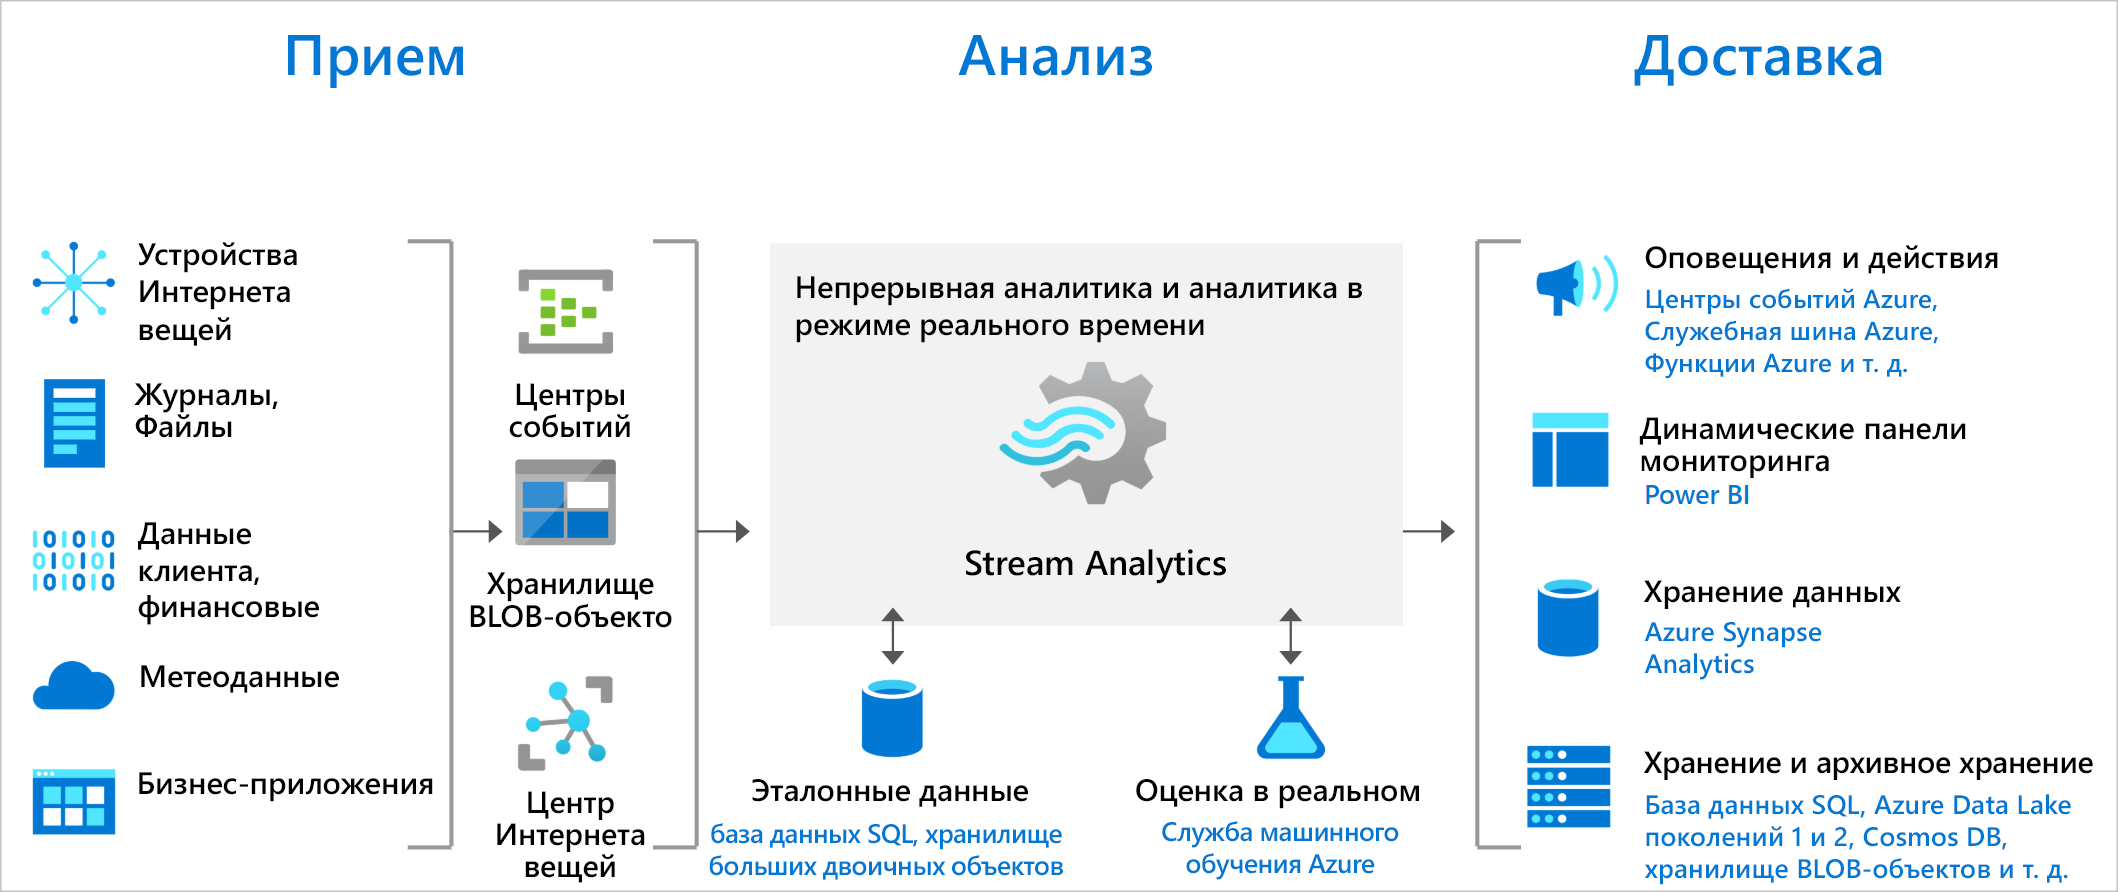 Прием
Анализ
Доставка
Устройства
Интернета
вещей
Журналы,
Файлы
Данные
клиента,
финансовые
Метеоданные
Бизнес-приложения
Центры
событий
Хранилище
BLOB-объекто
Центр
Интернета
вещей
Непрерывная аналитика и аналитика в
режиме реального времени
Stream Analytics
Эталонные данные
база данных SQL, хранилище
больших двоичных объектов
Оценка в реальном
Служба машинного
обучения Azure
Оповещения и действия
Центры событий Azure,
Служебная шина Azure,
Функции Azure и т. д.
Динамические панели
мониторинга
Power BI
Хранение данных
Azure Synapse
Analytics
Хранение и архивное хранение
База данных SQL, Azure Data Lake
поколений 1 и 2, Cosmos DB,
хранилище BLOB-объектов и т. д.